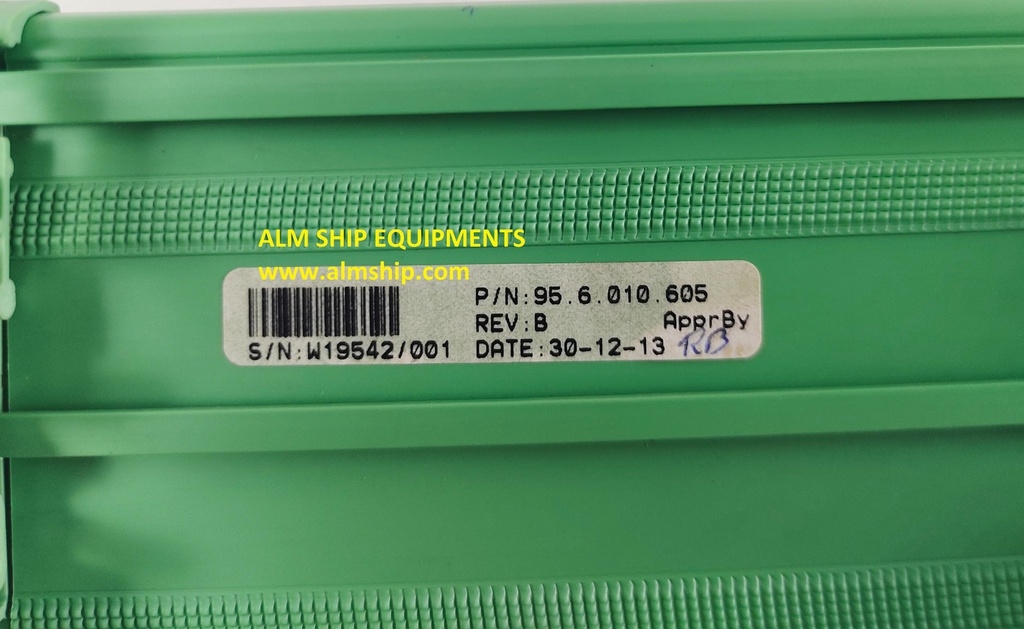 ALM SHIP EQUIPMENTS
www.almship.com
P/N:95.6.010.605
REV:B ApprBy
S/N:W19542/001 DATE:30-12-13 RB